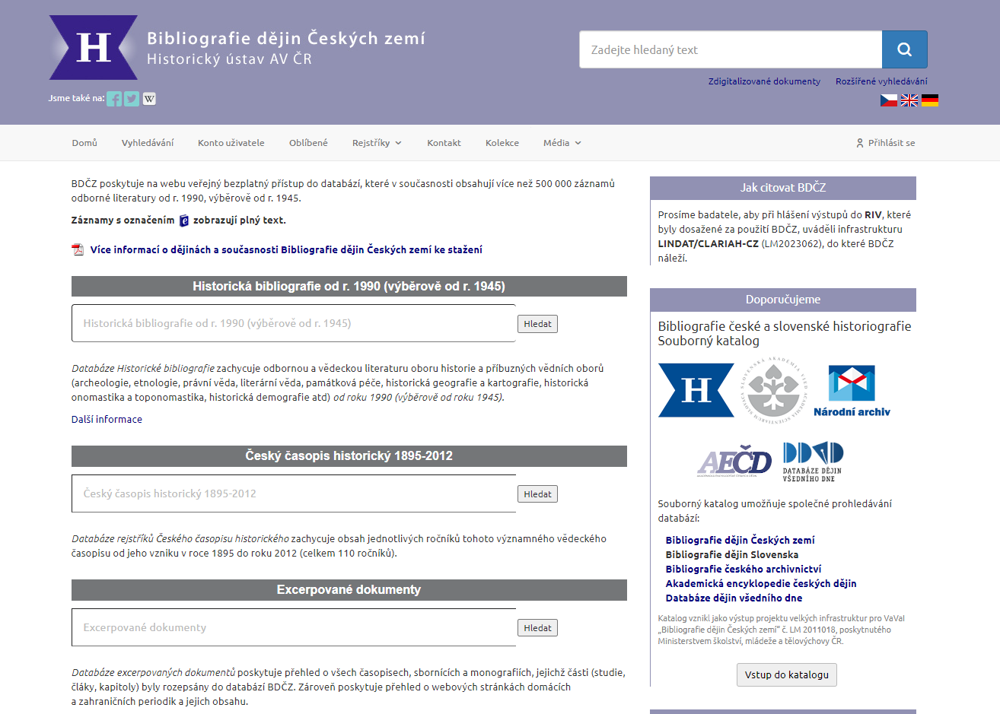 H
Bibliografie dějin Českých zemí
Historický ústav AV ČR
Zadejte hledaný text
Zdigitalizované dokumenty Rozšířené vyhledávání
Jsme také na:
W
Domů Vyhledávání Konto uživatele Oblíbené Rejstříky Kontakt Kolekce Média Přihlásit se
BDČZ poskytuje na webu veřejný bezplatný přístup do databází, které v současnosti obsahují více než 500 000 záznamů
odborné literatury od r. 1990, výběrově od r. 1945.
Záznamy s označením e zobrazují plný text.
Více informací o dějinách a současnosti Bibliografie dějin Českých zemí ke stažení
Historická bibliografie od r. 1990 (výběrově od r. 1945)
Historická bibliografie od r. 1990 (výběrově od r. 1945) Hledat
Databáze Historické bibliografie zachycuje odbornou a vědeckou literaturu oboru historie a příbuzných vědních oborů
(archeologie, etnologie, právní věda, literární věda, památková péče, historická geografie a kartografie, historická
onomastika a toponomastika, historická demografie atd) od roku 1990 (výběrově od roku 1945).
Další informace
Český časopis historický 1895-2012
Český časopis historický 1895-2012 Hledat
Databáze rejstříků Českého časopisu historického zachycuje obsah jednotlivých ročníků tohoto významného vědeckého
časopisu od jeho vzniku v roce 1895 do roku 2012 (celkem 110 ročníků).
Excerpované dokumenty
Excerpované dokumenty Hledat
Databáze excerpovaných dokumentů poskytuje přehled o všech časopisech, sbornících a monografiích, jejichž části (studie,
čláky, kapitoly) byly rozepsány do databází BDČZ. Zároveň poskytuje přehled o webových stránkách domácích
a zahraničních periodik a jejich obsahu.
Jak citovat BDČZ
Prosíme badatele, aby při hlášení výstupů do RIV, které
byly dosažené za použití BDČZ, uváděli infrastrukturu
LINDAT/CLARIAH-CZ (LM2023062), do které BDČZ
náleží.
Doporučujeme
Bibliografie české a slovenské historiografie
Souborný katalog
H
SLOVENSKÁ AKADÉMIA VIED ACADEMIA SCIENTIARUM SLOVACA
Národní archiv
AEČD
DDVD
DATABÁZE DĚJIN
VŠEDNÍHO DNE
Souborný katalog umožňuje společné prohledávání
databází:
Bibliografie dějin Českých zemí
Bibliografie dějin Slovenska
Bibliografie českého archivnictví
Akademická encyklopedie českých dějin
Databáze dějin všedního dne
Katalog vznikl jako výstup projektu velkých infrastruktur pro VaVaI
„Bibliografie dějin Českých zemí“ č. LM 2011018, poskytnutého
Ministerstvem školství, mládeže a tělovýchovy ČR.
Vstup do katalogu